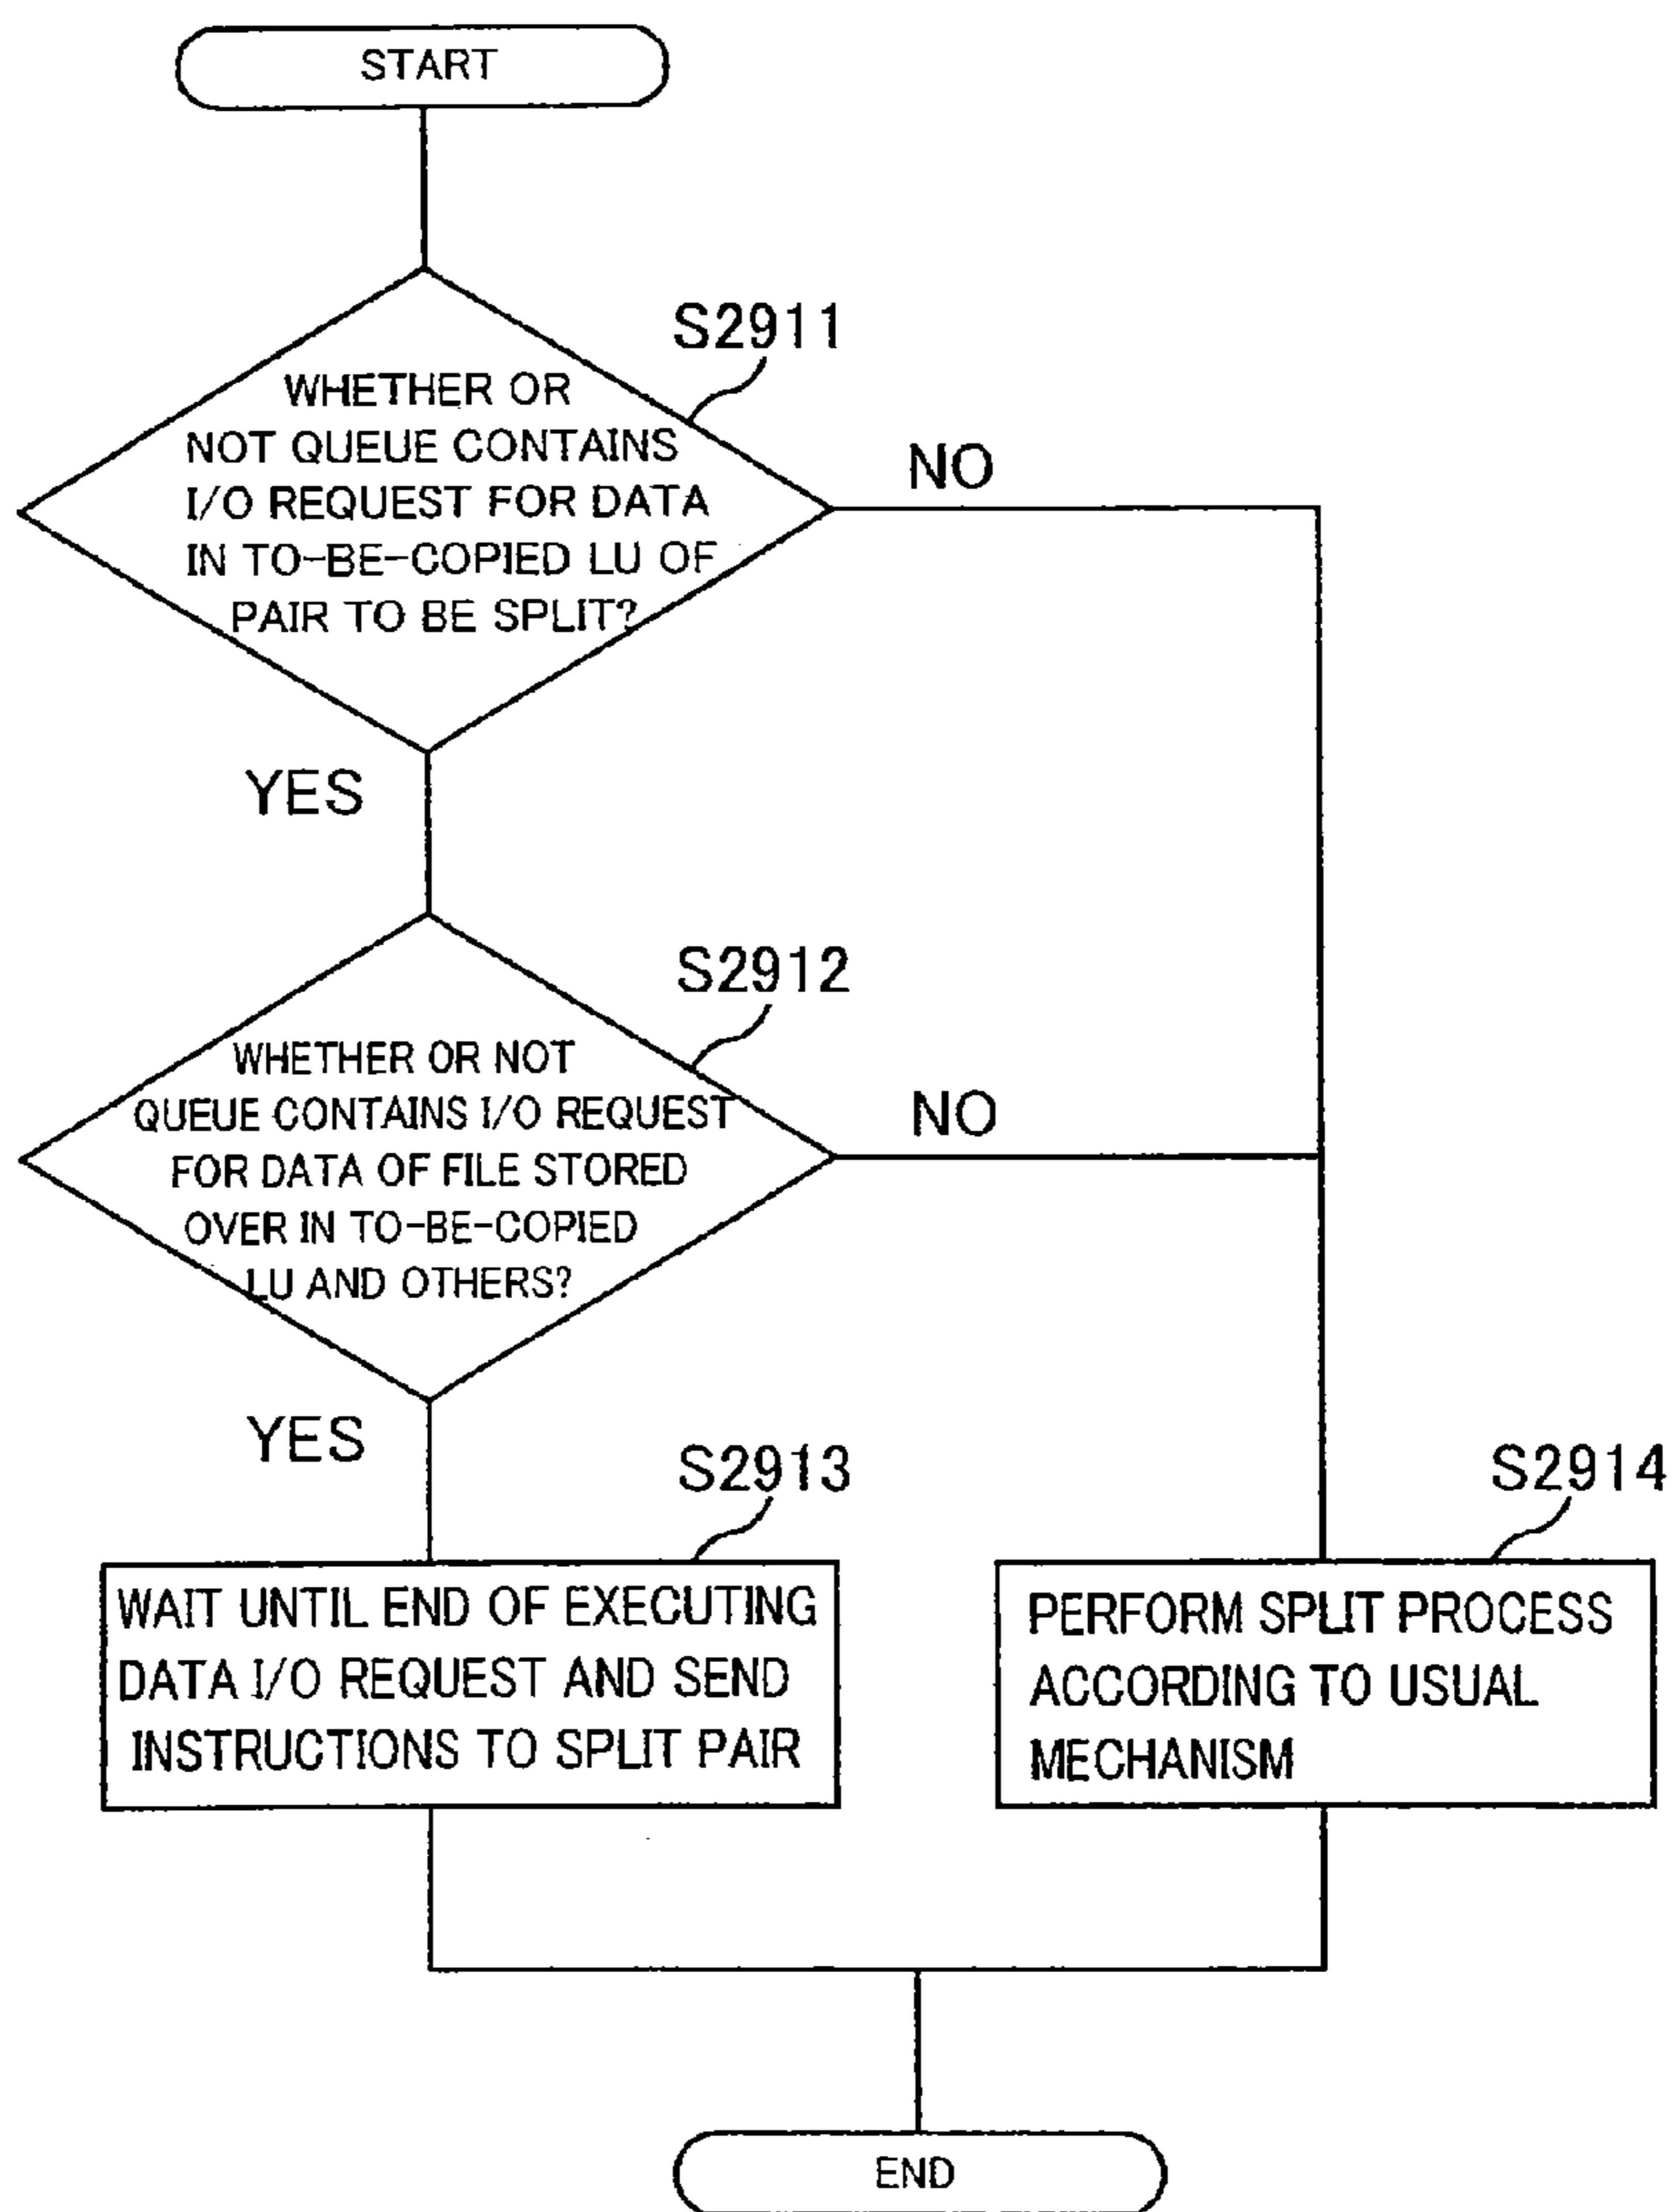 START
S2911
WHETHER OR
NOT QUEUE CONTAINS
I/O REQUEST FOR DATA
IN TO-BE-COPIED LU OF
PAIR TO BE SPLIT?
NO
YES
S2912
WHETHER OR NOT
QUEUE CONTAINS I/O REQUEST
FOR DATA OF FILE STORED
OVER IN TO-BE-COPIED
LU AND OTHERS?
NO
YES
S2913
WAIT UNTIL END OF EXECUTING
DATA I/O REQUEST AND SEND
INSTRUCTIONS TO SPLIT PAIR
S2914
PERFORM SPLIT PROCESS
ACCORDING TO USUAL
MECHANISM
END